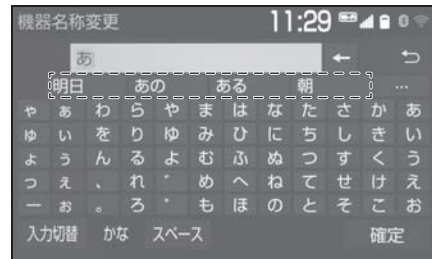 機器名称変更 11:29
あ ←
明日 あの ある 朝 …
ゃ ぁ わ ら や ま は な た さ か あ
ゅ ぃ を り ゆ み ひ に ち し き い
ょ ぅ ん る よ む ふ ぬ つ す く う
っ ぇ 、 れ ゛ め へ ね て せ け え
ー ぉ 。 ろ ゜ も ほ の と そ こ お
入力切替 かな スペース 確定